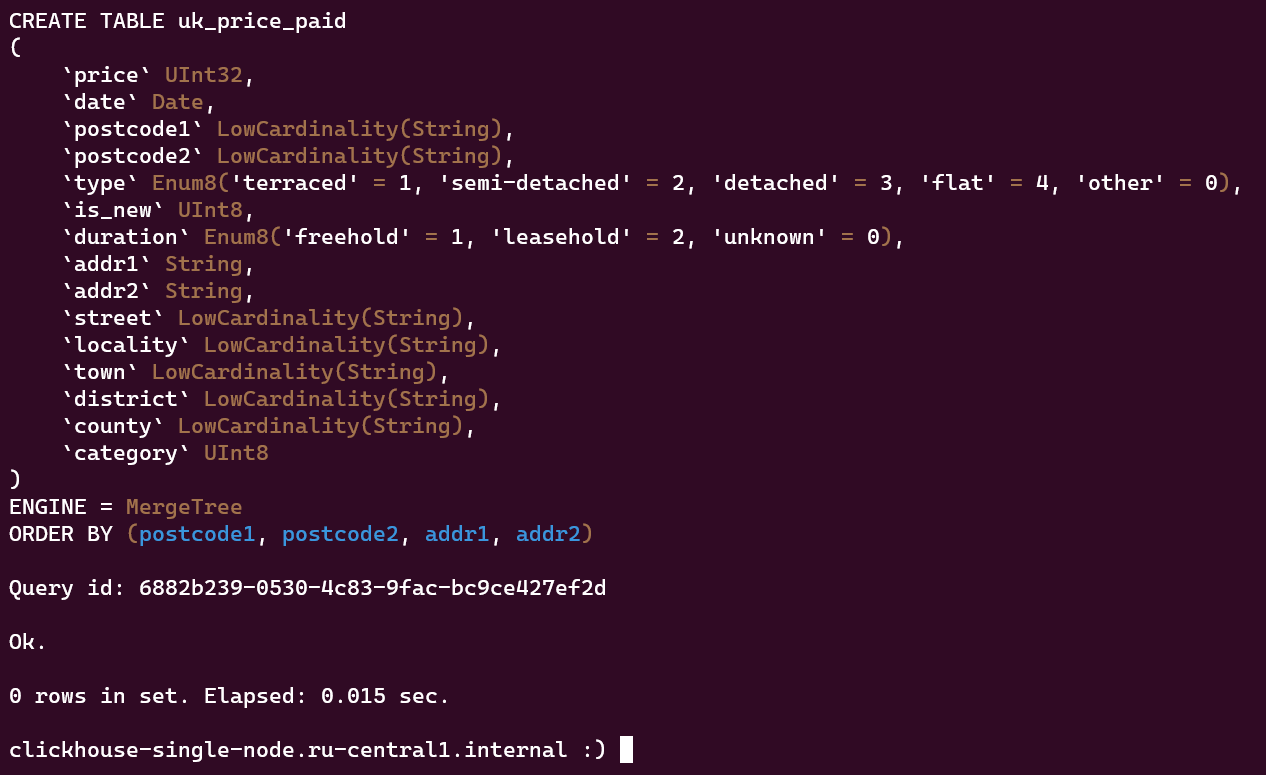 CREATE TABLE uk_price_paid
(
    `price` UInt32,
    `date` Date,
    `postcode1` LowCardinality(String),
    `postcode2` LowCardinality(String),
    `type` Enum8('terraced' = 1, 'semi-detached' = 2, 'detached' = 3, 'flat' = 4, 'other' = 0),
    `is_new` UInt8,
    `duration` Enum8('freehold' = 1, 'leasehold' = 2, 'unknown' = 0),
    `addr1` String,
    `addr2` String,
    `street` LowCardinality(String),
    `locality` LowCardinality(String),
    `town` LowCardinality(String),
    `district` LowCardinality(String),
    `county` LowCardinality(String),
    `category` UInt8
)
ENGINE = MergeTree
ORDER BY (postcode1, postcode2, addr1, addr2)

Query id: 6882b239-0530-4c83-9fac-bc9ce427ef2d

Ok.

0 rows in set. Elapsed: 0.015 sec.

clickhouse-single-node.ru-central1.internal :)